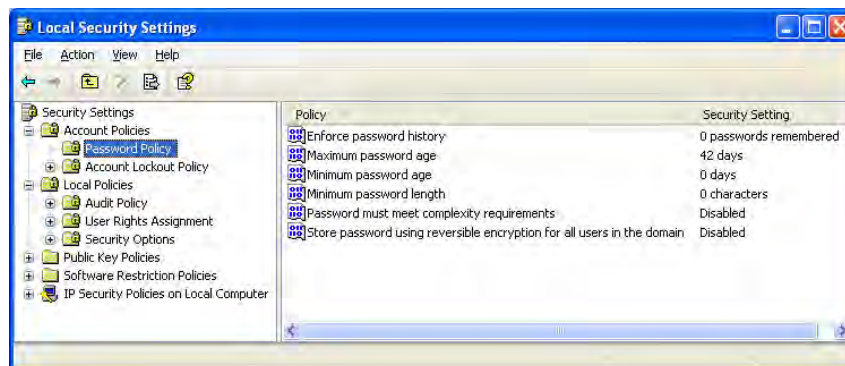 Local Security Settings
File Action View Help
Security Settings
Account Policies
Password Policy
Account Lockout Policy
Local Policies
Audit Policy
User Rights Assignment
Security Options
Public Key Policies
Software Restriction Policies
IP Security Policies on Local Computer
Policy Security Setting
Enforce password history 0 passwords remembered
Maximum password age 42 days
Minimum password age 0 days
Minimum password length 0 characters
Password must meet complexity requirements Disabled
Store password using reversible encryption for all users in the domain Disabled